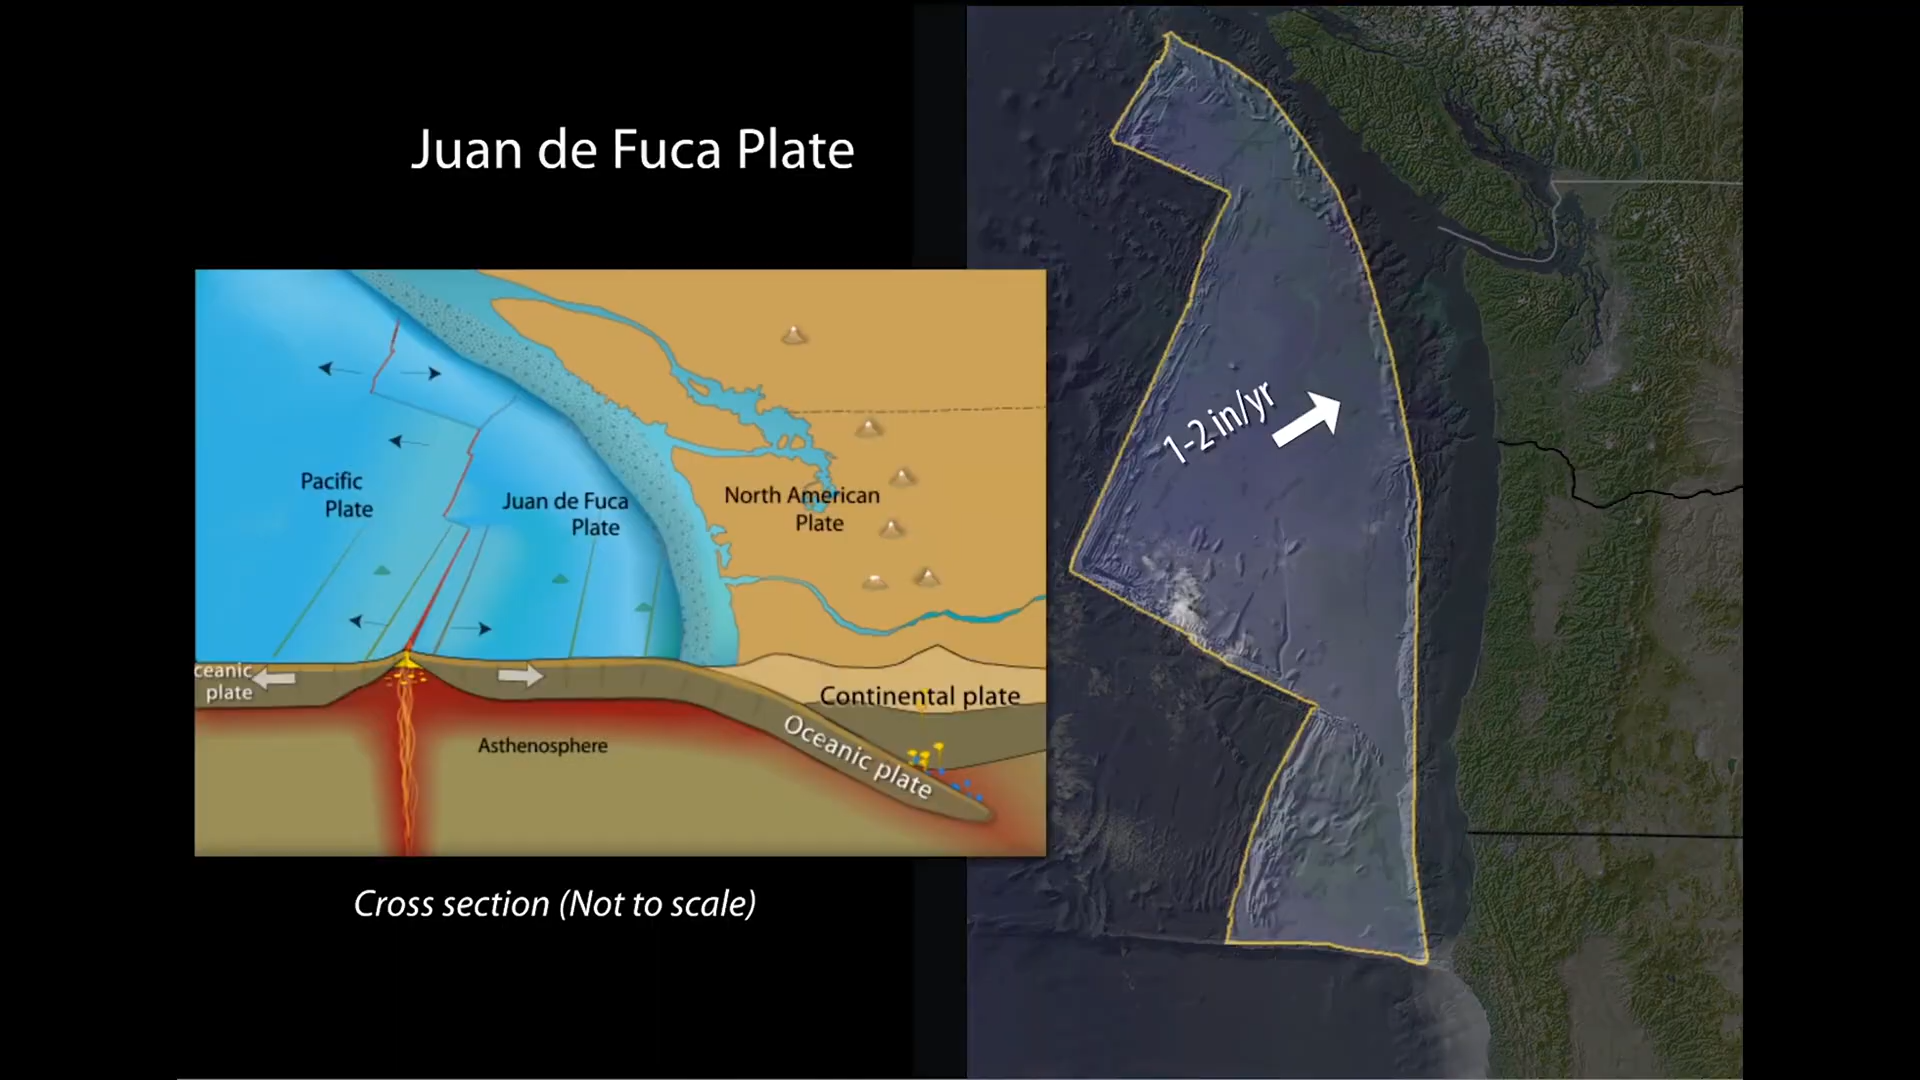 Juan de Fuca Plate
Pacific
Plate
Juan de Fuca
Plate
North American
Plate
ceanic
plate
Continental plate
Oceanic plate
Asthenosphere
Cross section (Not to scale)
1-2 in/yr